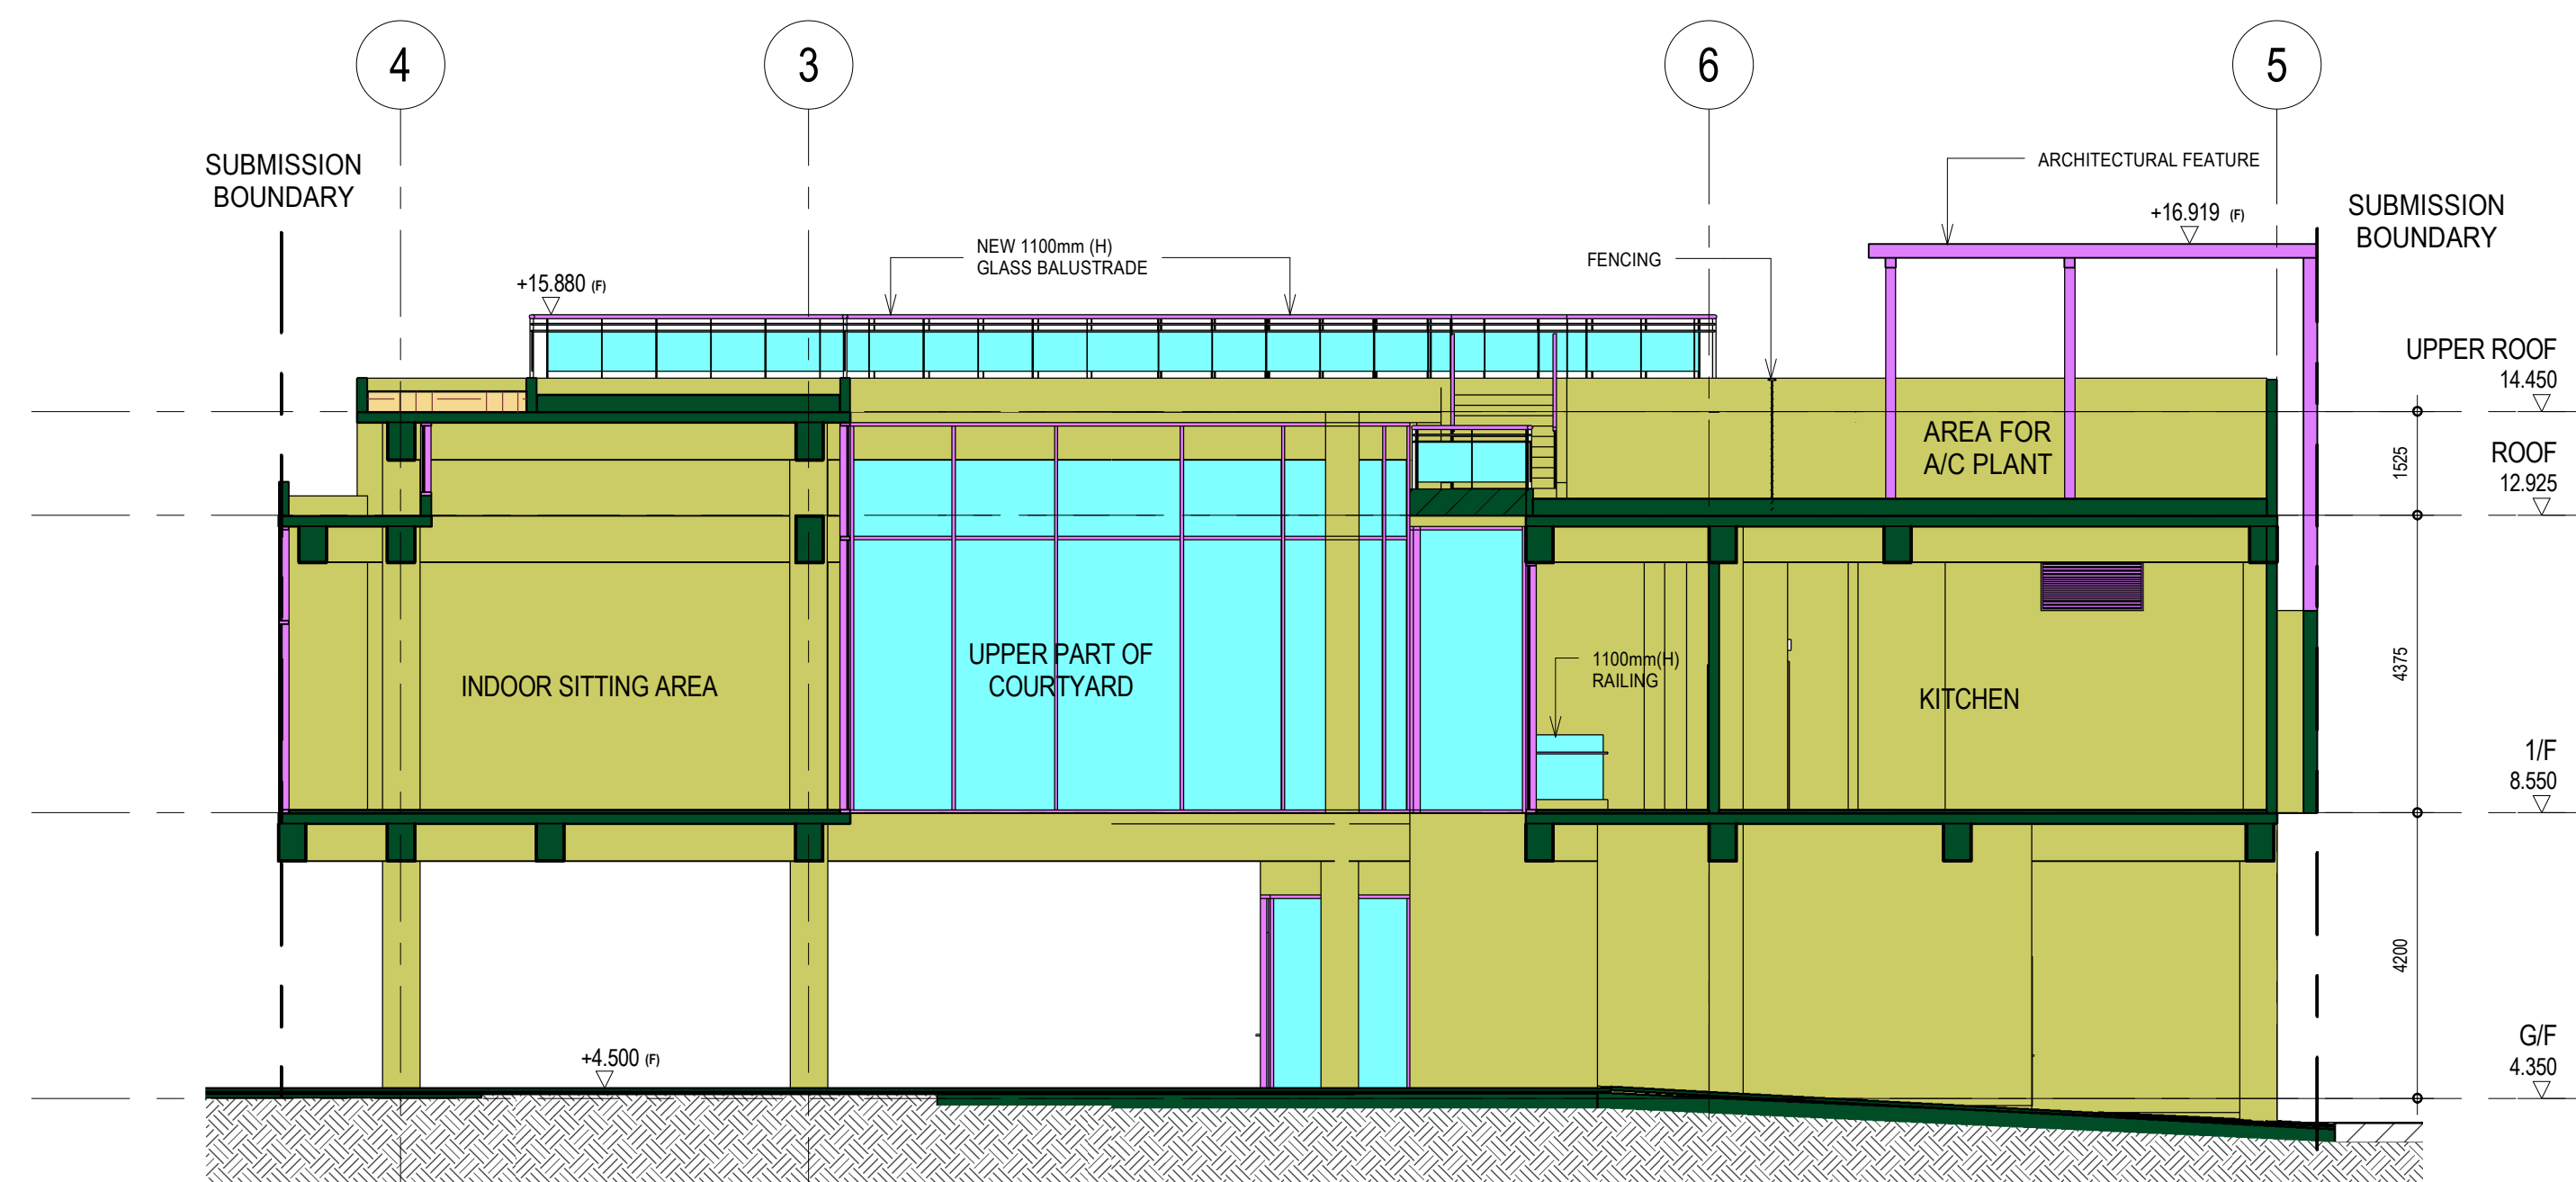 4
3
6
5
SUBMISSION
BOUNDARY
ARCHITECTURAL FEATURE
SUBMISSION
BOUNDARY
+16.919 (F)
NEW 1100mm (H)
GLASS BALUSTRADE
FENCING
+15.880 (F)
UPPER ROOF
14.450
AREA FOR
A/C PLANT
1525
ROOF
12.925
UPPER PART OF
COURTYARD
INDOOR SITTING AREA
1100mm(H)
RAILING
KITCHEN
4375
1/F
8.550
4200
+4.500 (F)
G/F
4.350